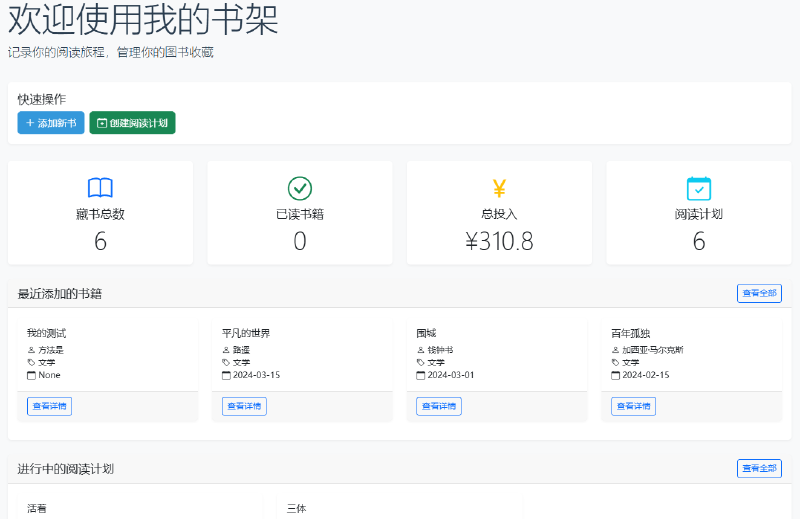 欢迎使用我的书架
记录你的阅读旅程，管理你的图书收藏
快速操作
添加新书 创建阅读计划
藏书总数 已读书籍 总投入 阅读计划
6 0 ¥310.8 6
最近添加的书籍 查看全部
我的测试 平凡的世界 围城 百年孤独
方法是 路遥 钱钟书 加西亚·马尔克斯
文学 文学 文学 文学
None 2024-03-15 2024-03-01 2024-02-15
查看详情 查看详情 查看详情 查看详情
进行中的阅读计划 查看全部
活着 三体